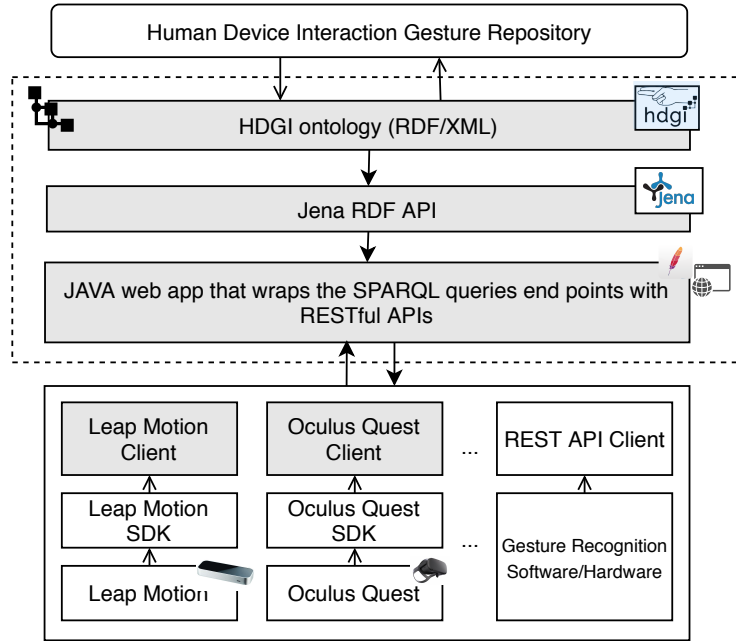 Human Device Interaction Gesture Repository
HDGI ontology (RDF/XML)
hdgi
Jena RDF API
Jena
JAVA web app that wraps the SPARQL queries end points with
RESTful APIs
Leap Motion
Client
Oculus Quest
Client
...
REST API Client
Leap Motion
SDK
Oculus Quest
SDK
...
Gesture Recognition
Software/Hardware
Leap Motion
Oculus Quest